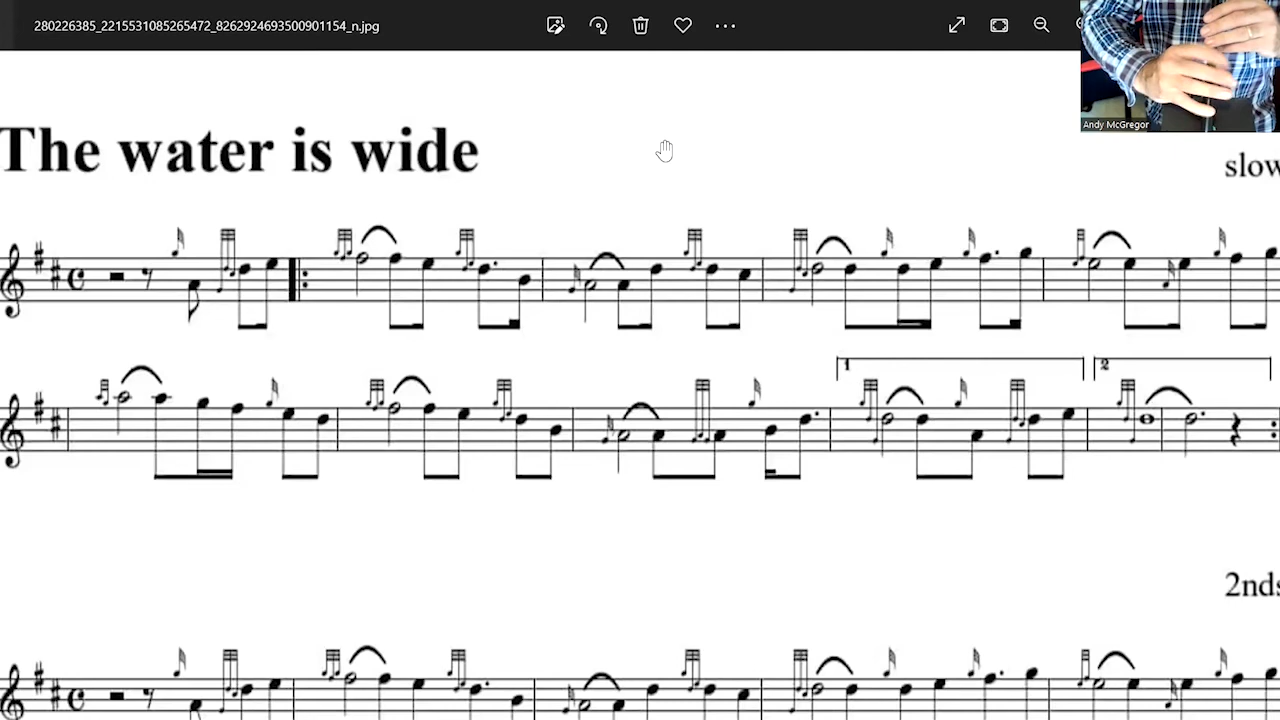 280226385_2215531085265472_8262924693500901154_n.jpg
Andy McGregor
The water is wide
slow
1
2
2nds